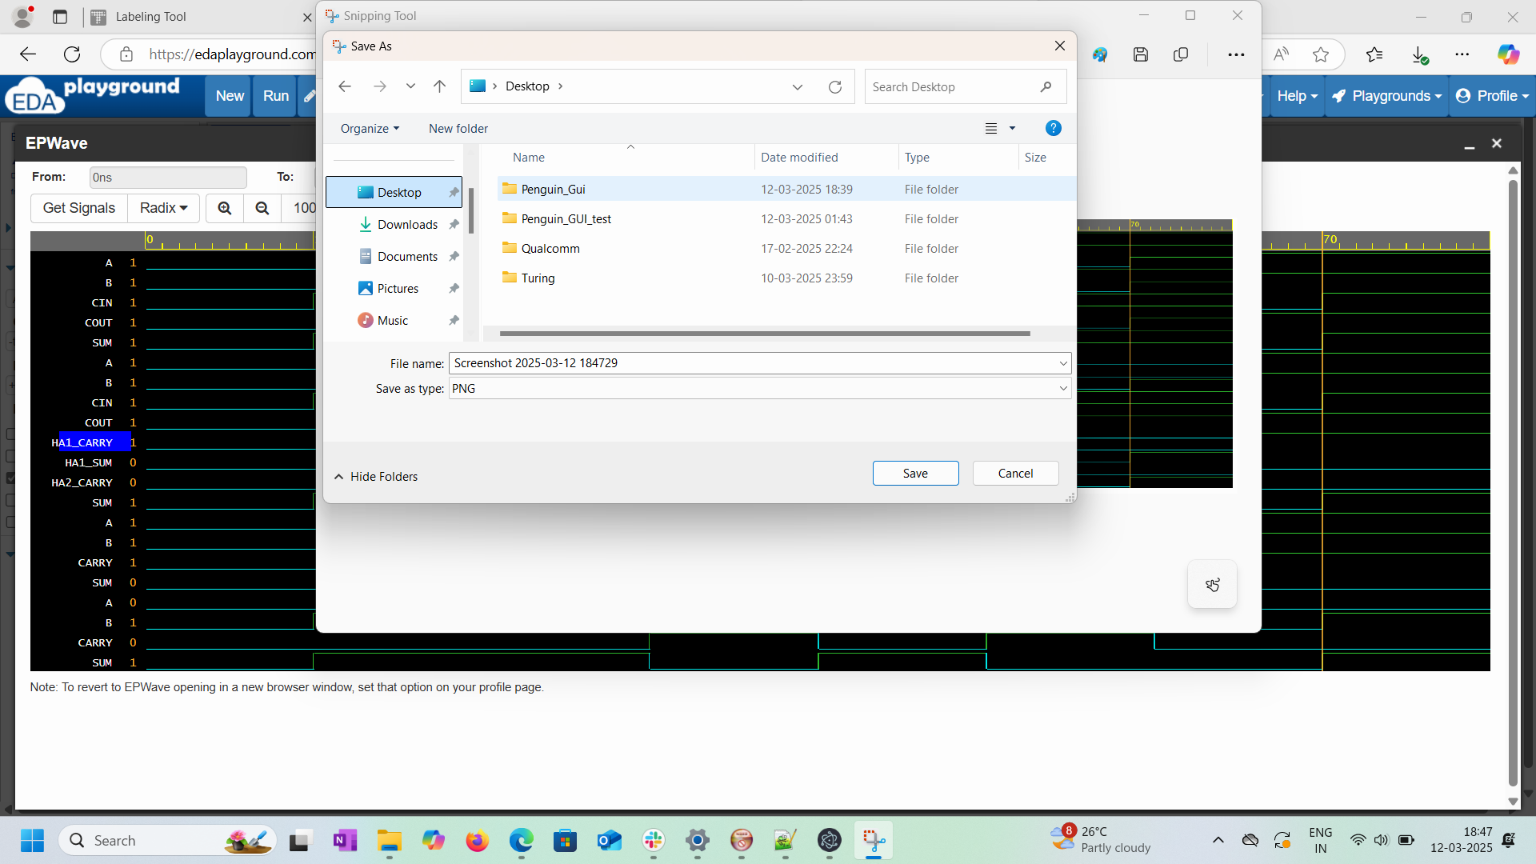 Labeling Tool
Snipping Tool
https://edaplayground.com
Save As
EDA playground
New
Run
Help
Playgrounds
Profile
Desktop
Search Desktop
Organize
New folder
EPWave
From:
0ns
To:
Get Signals
Radix
100
Name
Date modified
Type
Size
Desktop
Downloads
Documents
Pictures
Music
Penguin_Gui 12-03-2025 18:39 File folder
Penguin_GUI_test 12-03-2025 01:43 File folder
Qualcomm 17-02-2025 22:24 File folder
Turing 10-03-2025 23:59 File folder
File name: Screenshot 2025-03-12 184729
Save as type: PNG
Hide Folders
Save
Cancel
0
70
70
A 1
B 1
CIN 1
COUT 1
SUM 1
A 1
B 1
CIN 1
COUT 1
HA1_CARRY 1
HA1_SUM 0
HA2_CARRY 0
SUM 1
A 1
B 1
CARRY 1
SUM 0
A 0
B 1
CARRY 0
SUM 1
Note: To revert to EPWave opening in a new browser window, set that option on your profile page.
Search
8
26°C
Partly cloudy
ENG
IN
18:47
12-03-2025